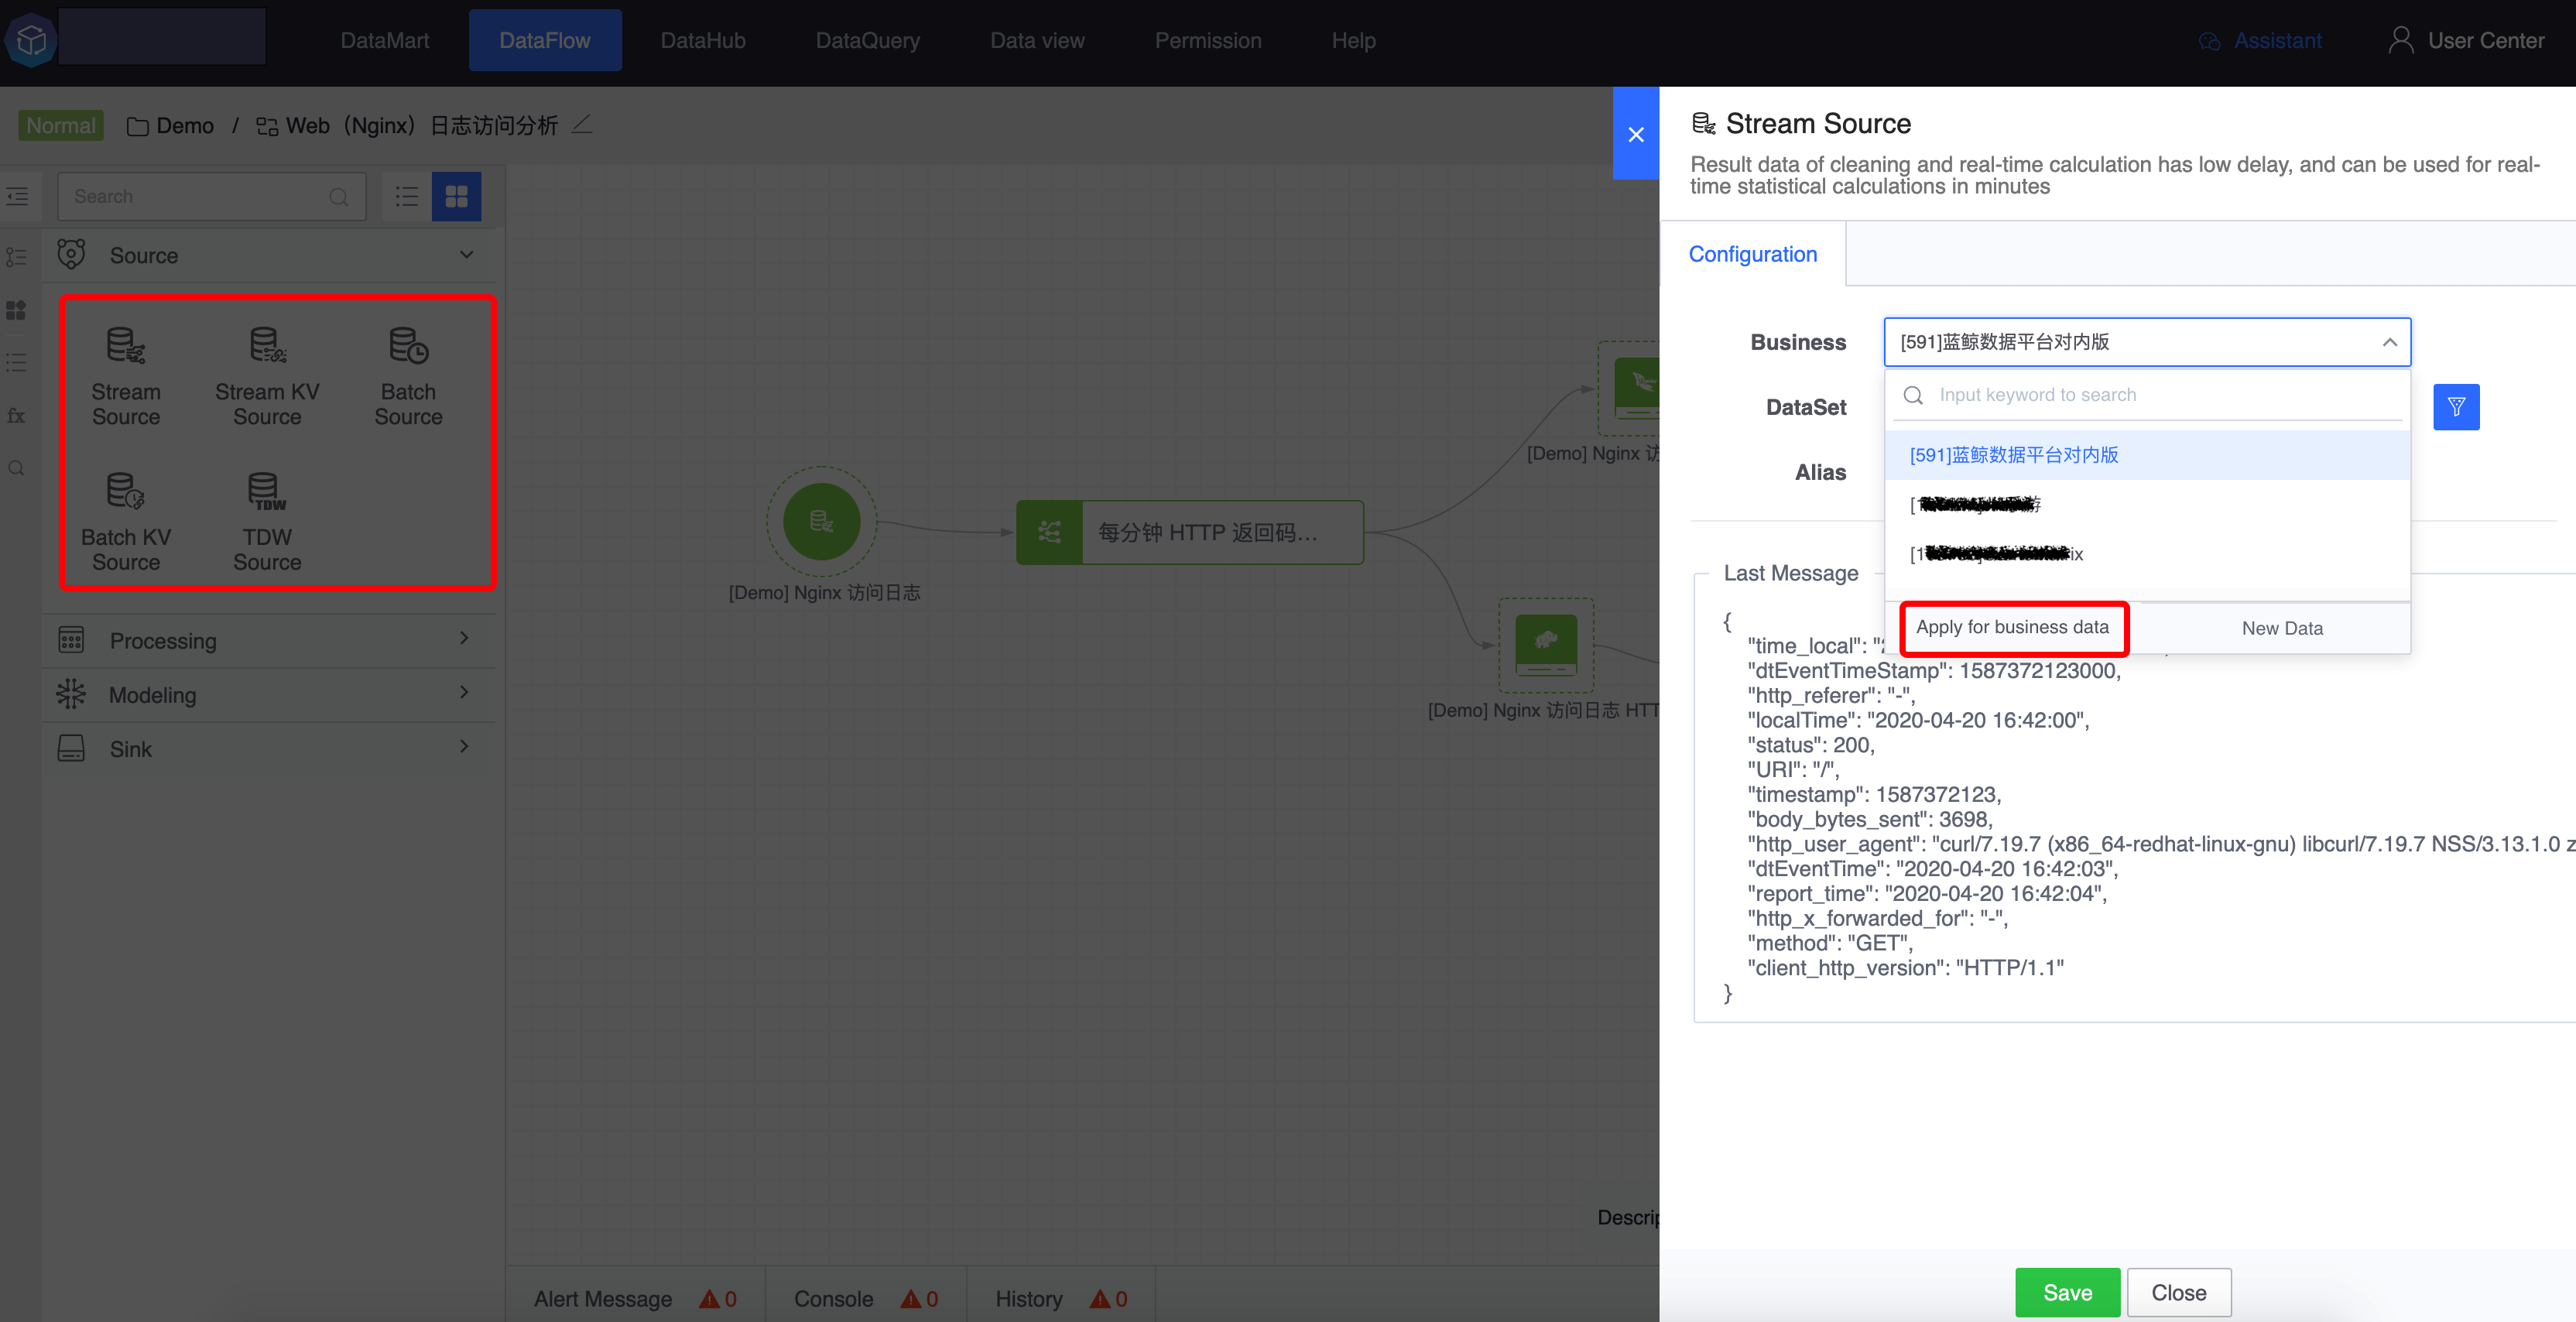 DataMart
DataFlow
DataHub
DataQuery
Data view
Permission
Help
Assistant
User Center
Normal
Demo / Web（Nginx） 日志访问分析
Search
Source
Stream
Source
Stream KV
Source
Batch
Source
Batch KV
Source
TDW
TDW
Source
Processing
Modeling
Sink
[Demo] Nginx 访问日志
每分钟 HTTP 返回码...
[Demo] Nginx 访
[Demo] Nginx 访问日志 HTT
Descrip
Alert Message 0
Console 0
History 0
Stream Source
Result data of cleaning and real-time calculation has low delay, and can be used for real-
time statistical calculations in minutes
Configuration
Business
[591]蓝鲸数据平台对内版
DataSet
Alias
Input keyword to search
[591]蓝鲸数据平台对内版
Apply for business data
New Data
Last Message
{
"time_local": "2
"dtEventTimeStamp": 1587372123000,
"http_referer": "-",
"localTime": "2020-04-20 16:42:00",
"status": 200,
"URI": "/",
"timestamp": 1587372123,
"body_bytes_sent": 3698,
"http_user_agent": "curl/7.19.7 (x86_64-redhat-linux-gnu) libcurl/7.19.7 NSS/3.13.1.0 z
"dtEventTime": "2020-04-20 16:42:03",
"report_time": "2020-04-20 16:42:04",
"http_x_forwarded_for": "-",
"method": "GET",
"client_http_version": "HTTP/1.1"
}
Save
Close